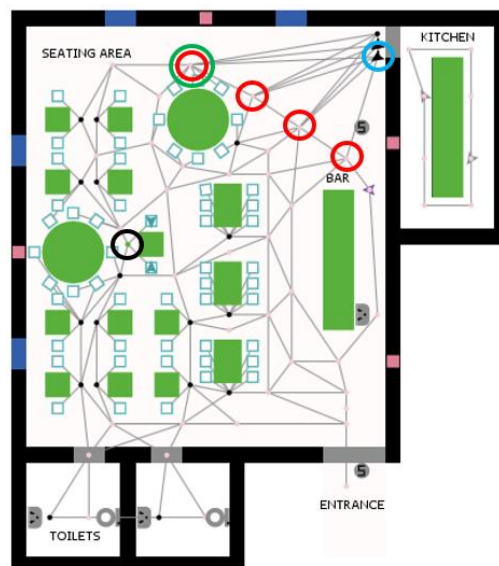 SEATING AREA
KITCHEN
S
BAR
S
ENTRANCE
TOILETS